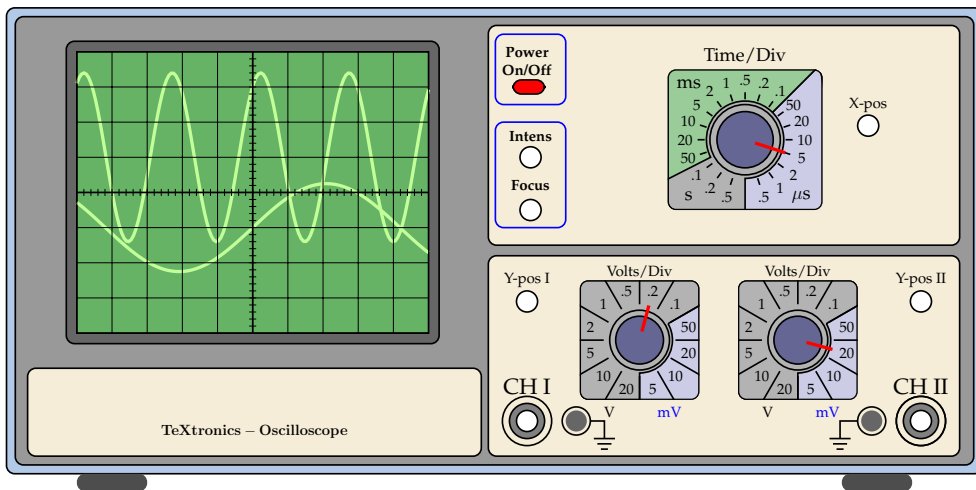 Power
On/Off
Intens
Focus
Time/Div
ms 5 2 1 .5 .2 .1 50
10 20
20 10
50 5
.1 2
s .2 .5 .5 1 μs
X-pos
Y-pos I
Volts/Div
Volts/Div
Y-pos II
1 .5 .2 .1
2 50
5 20
10 20 5 10
V mV
1 .5 .2 .1
2 50
5 20
10 20 5 10
V mV
CH I
CH II
TeXtronics – Oscilloscope